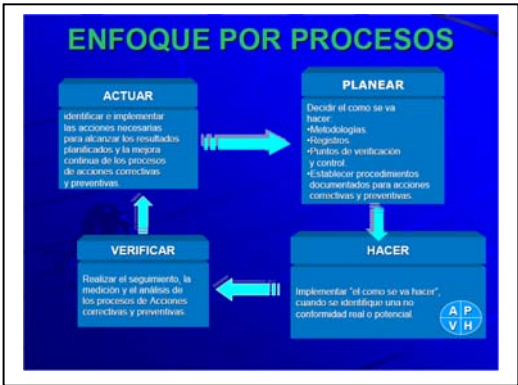 ENFOQUE POR PROCESOS
ACTUAR
identificar e implementar
las acciones necesarias
para alcanzar los resultados
planificados y la mejora
continua de los procesos
de acciones correctivas
y preventivas.
PLANEAR
Decidir el como se va
hacer:
•Metodologías.
•Registros.
•Puntos de verificación
y control.
•Establecer procedimientos
documentados para acciones
correctivas y preventivas.
VERIFICAR
Realizar el seguimiento, la
medición y el análisis de
los procesos de Acciones
correctivas y preventivas.
HACER
Implementar "el como se va hacer",
cuando se identifique una no
conformidad real o potencial.
A P
V H